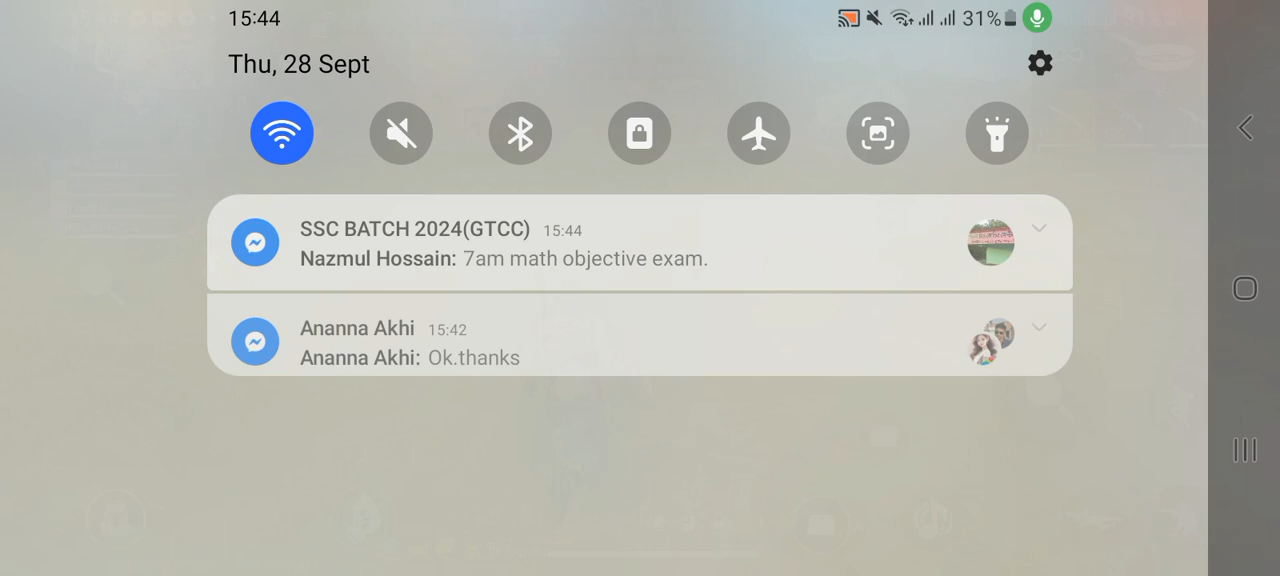 15:44
31%
Thu, 28 Sept
SSC BATCH 2024(GTCC) 15:44
Nazmul Hossain: 7am math objective exam.
Ananna Akhi 15:42
Ananna Akhi: Ok.thanks